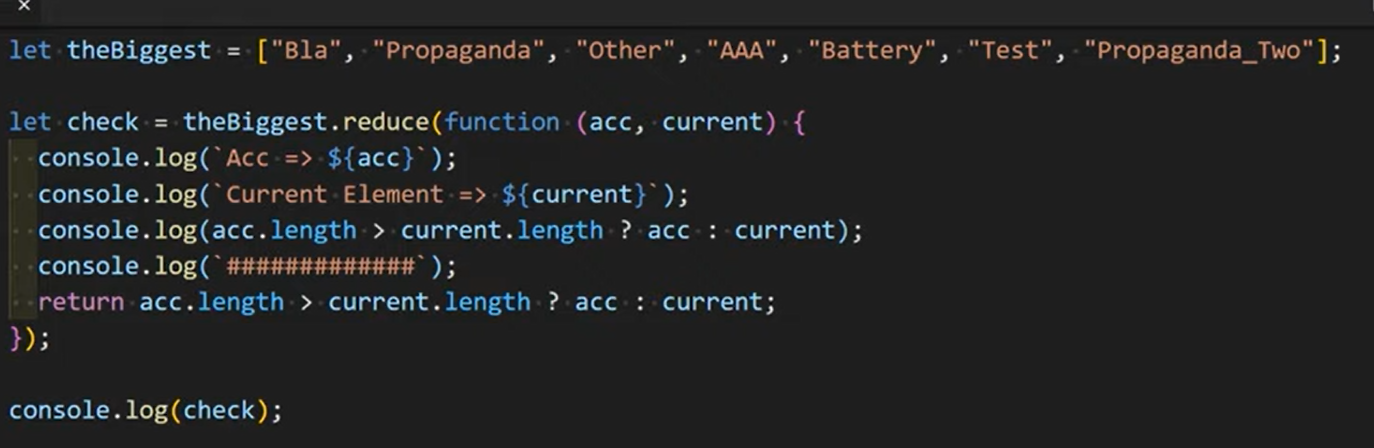 let theBiggest = ["Bla", "Propaganda", "Other", "AAA", "Battery", "Test", "Propaganda_Two"];
let check = theBiggest.reduce(function (acc, current) {
console.log(`Acc => ${acc}`);
console.log(`Current Element => ${current}`);
console.log(acc.length > current.length ? acc : current);
console.log(`#############`);
return acc.length > current.length ? acc : current;
});
console.log(check);